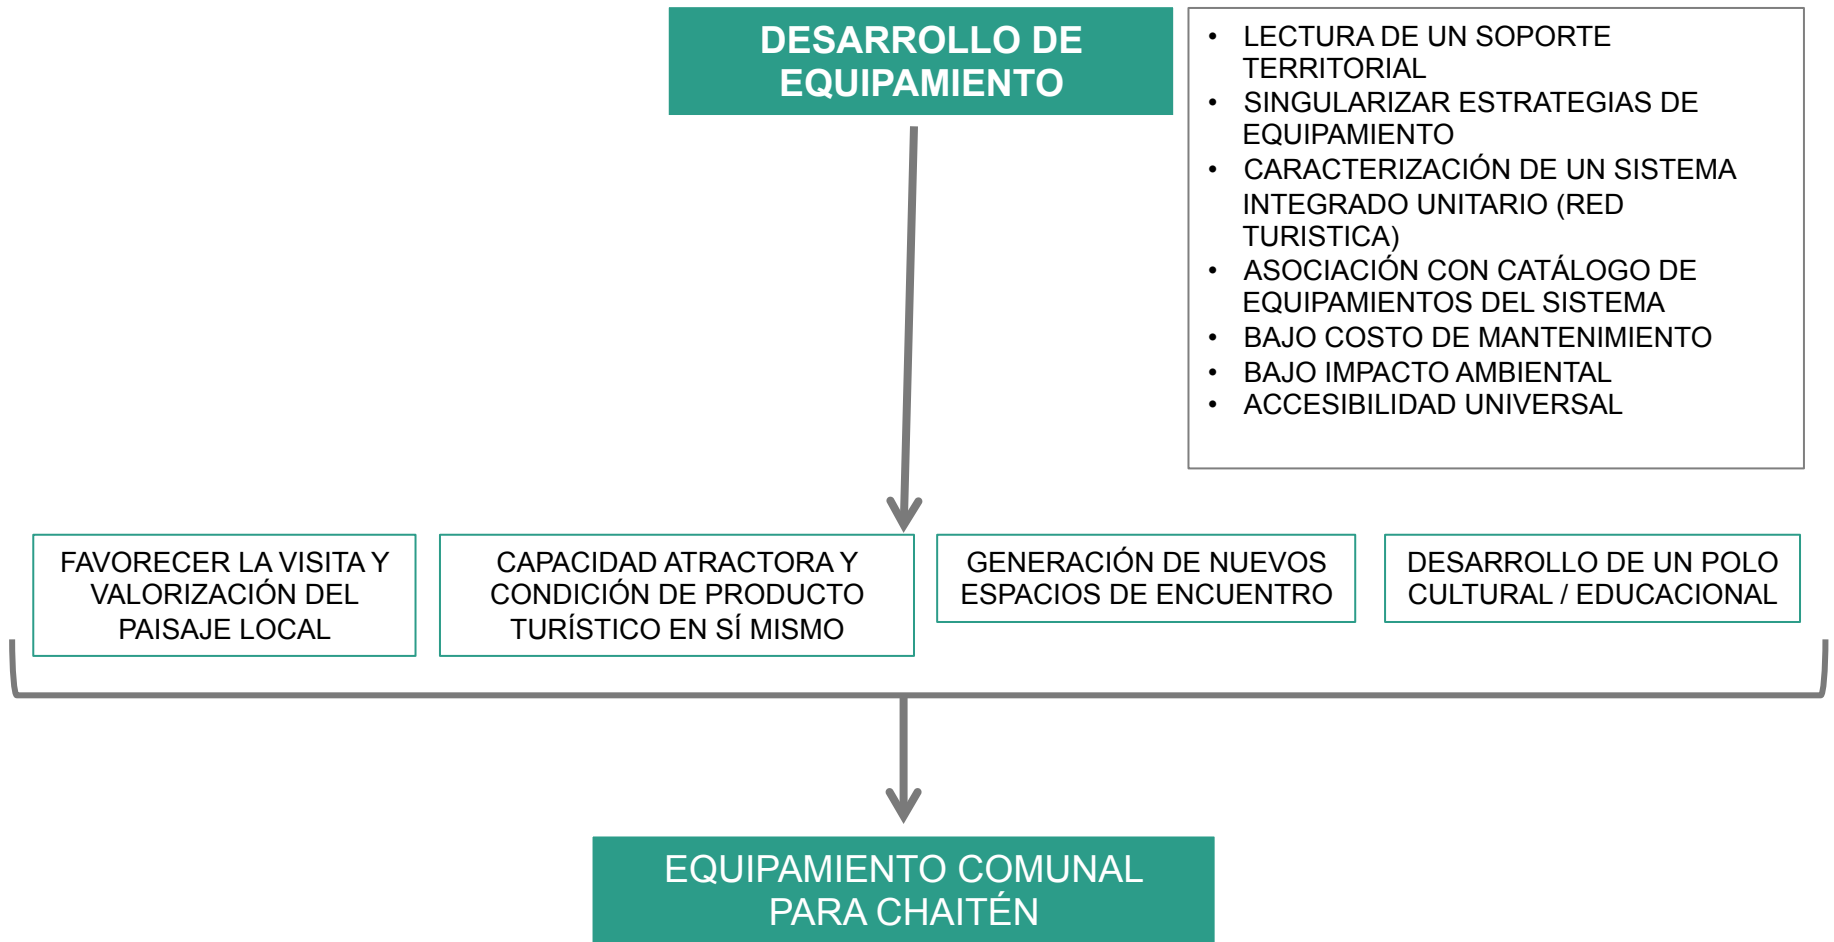 DESARROLLO DE
EQUIPAMIENTO
• LECTURA DE UN SOPORTE
TERRITORIAL
• SINGULARIZAR ESTRATEGIAS DE
EQUIPAMIENTO
• CARACTERIZACIÓN DE UN SISTEMA
INTEGRADO UNITARIO (RED
TURISTICA)
• ASOCIACIÓN CON CATÁLOGO DE
EQUIPAMIENTOS DEL SISTEMA
• BAJO COSTO DE MANTENIMIENTO
• BAJO IMPACTO AMBIENTAL
• ACCESIBILIDAD UNIVERSAL
FAVORECER LA VISITA Y
VALORIZACIÓN DEL
PAISAJE LOCAL
CAPACIDAD ATRACTORA Y
CONDICIÓN DE PRODUCTO
TURÍSTICO EN SÍ MISMO
GENERACIÓN DE NUEVOS
ESPACIOS DE ENCUENTRO
DESARROLLO DE UN POLO
CULTURAL / EDUCACIONAL
EQUIPAMIENTO COMUNAL
PARA CHAITÉN